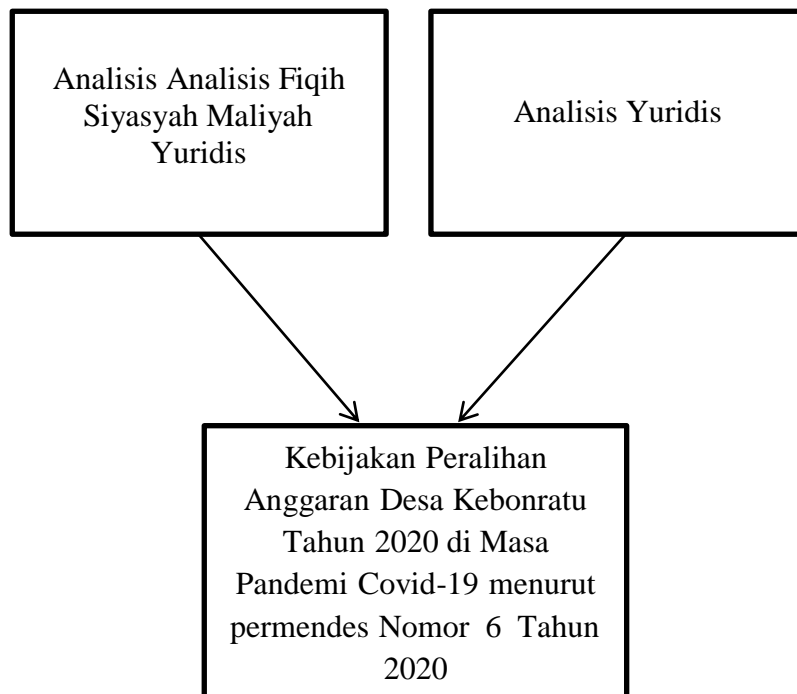 Analisis Analisis Fiqih
Siyasyah Maliyah
Yuridis
Analisis Yuridis
Kebijakan Peralihan
Anggaran Desa Kebonratu
Tahun 2020 di Masa
Pandemi Covid-19 menurut
permendes Nomor 6 Tahun
2020